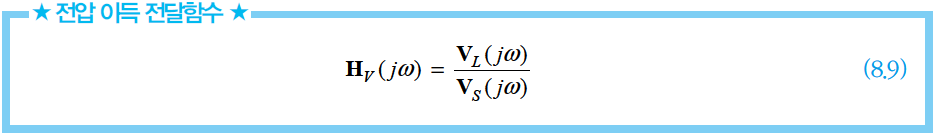 ★ 전압 이득 전달함수 ★
H_V(jω) = V_L(jω) / V_S(jω) (8.9)